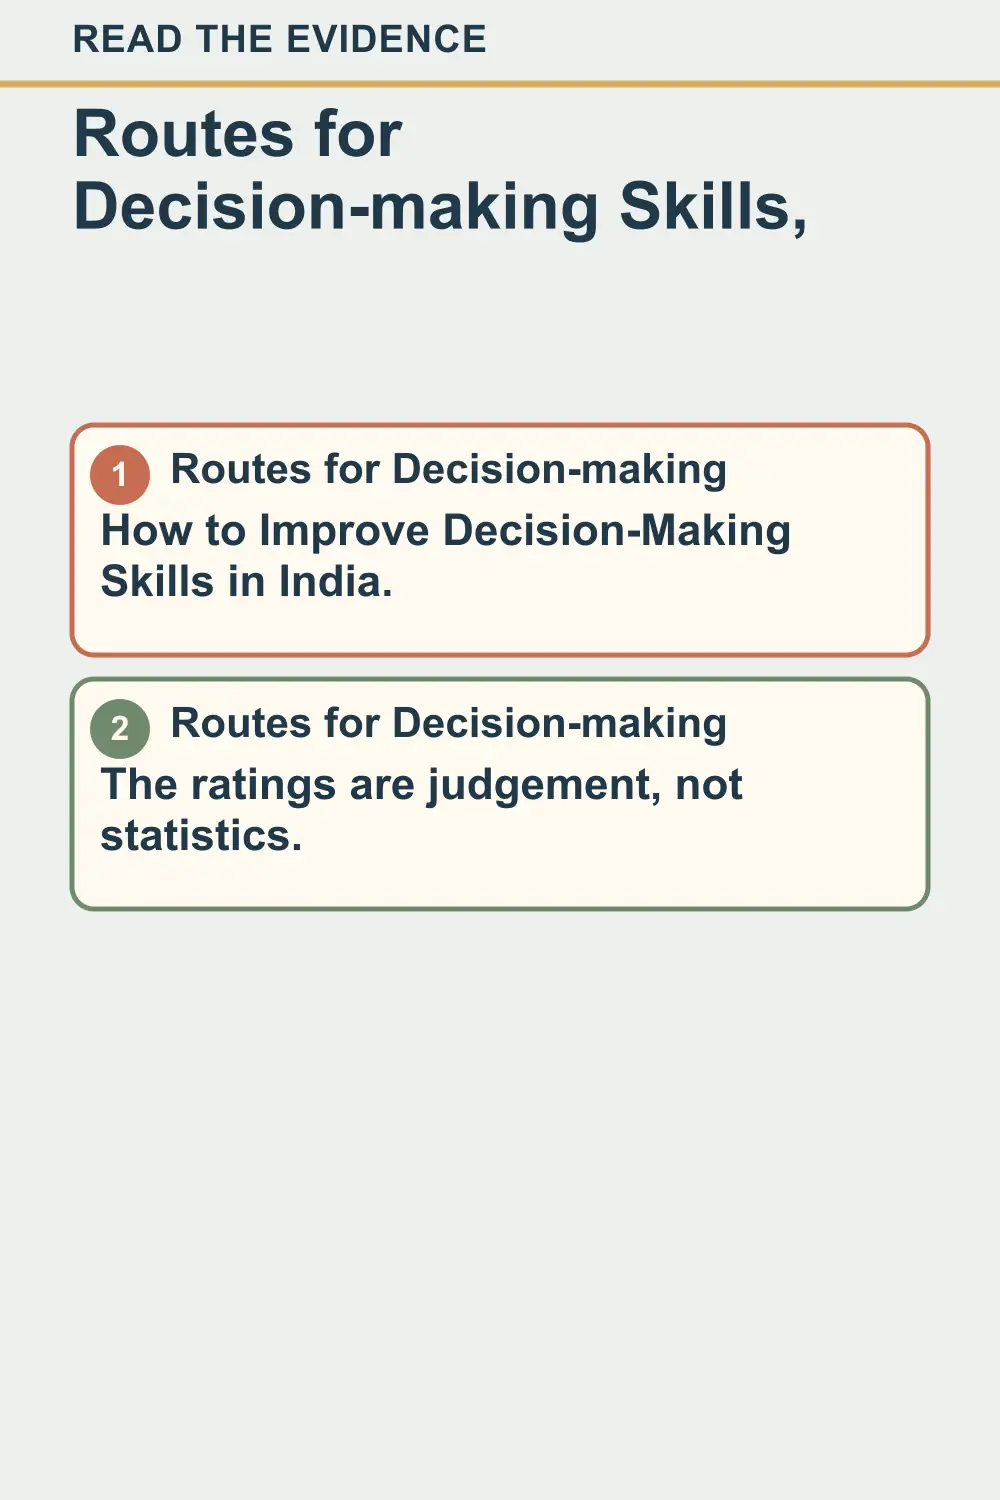 READ THE EVIDENCE
Routes for
Decision-making Skills,
1 Routes for Decision-making
How to Improve Decision-Making
Skills in India.
2 Routes for Decision-making
The ratings are judgement, not
statistics.